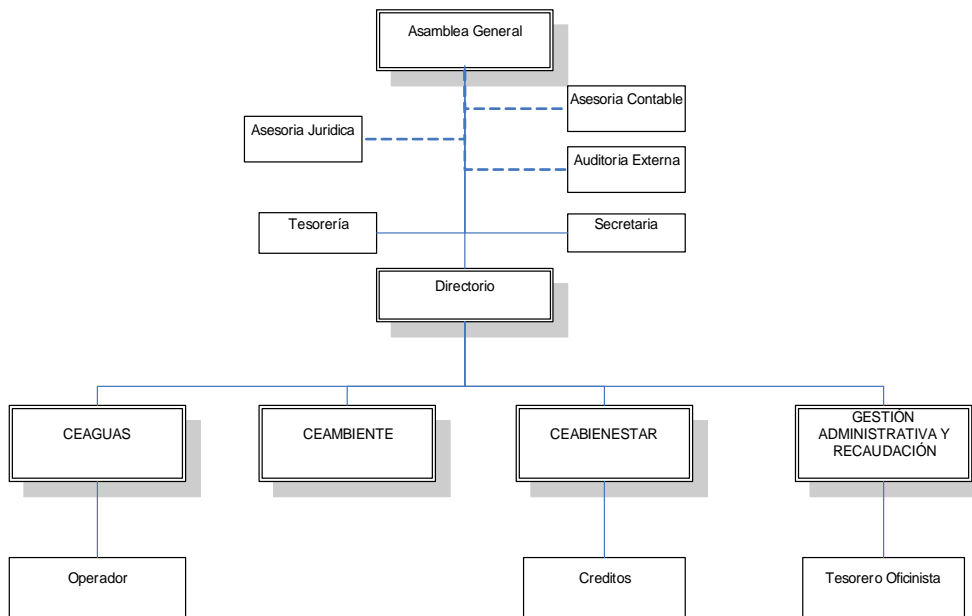 Asamblea General
Asesoria Contable
Asesoria Juridica
Auditoria Externa
Tesorería
Secretaria
Directorio
CEAGUAS
CEAMBIENTE
CEABIENESTAR
GESTIÓN
ADMINISTRATIVA Y
RECAUDACIÓN
Operador
Creditos
Tesorero Oficinista